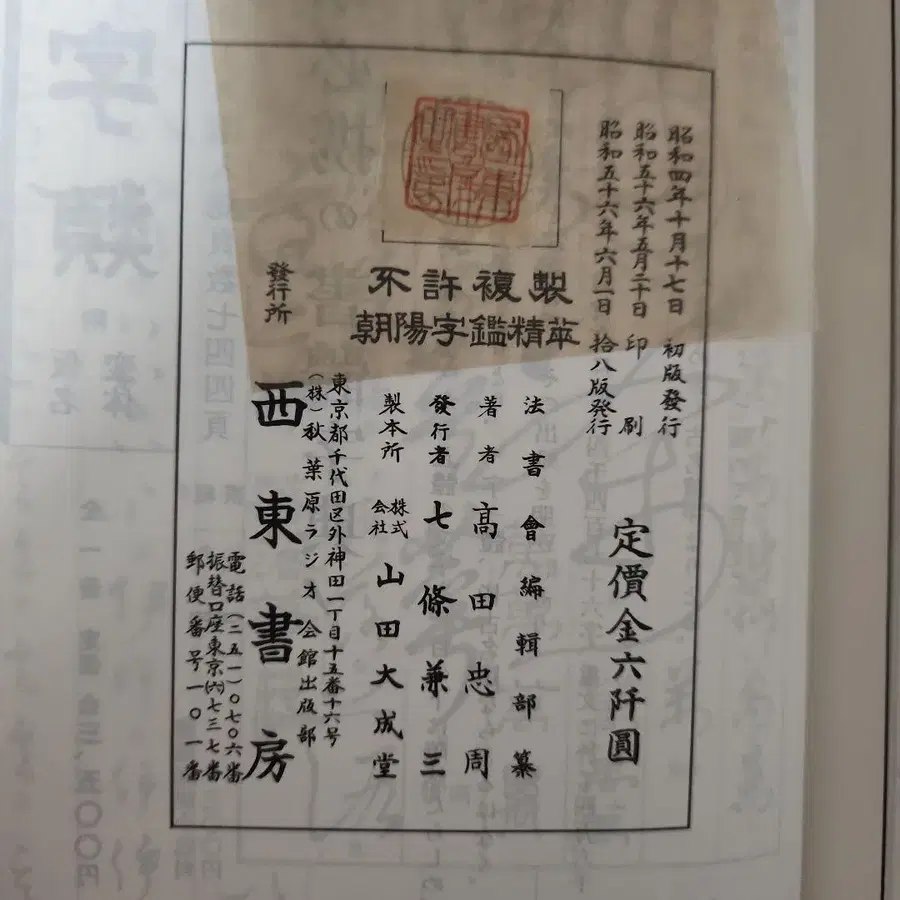 昭和四年十月十七日 初版發行
昭和五十六年五月二十日 印刷
昭和五十六年六月一日 拾八版発行
定價金六阡圓
不許複製
朝陽字鑑精萃
法書會編輯部纂
著者 高田忠周
發行者 七條兼三
製本所 株式会社 山田大成堂
東京都千代田区外神田一丁目十五番十六号
(株)秋葉原ラジオ会館出版部
發行所 西東書房
電話(二五一)〇七〇六番
振替口座東京(六)七三七番
郵便番号一〇一番